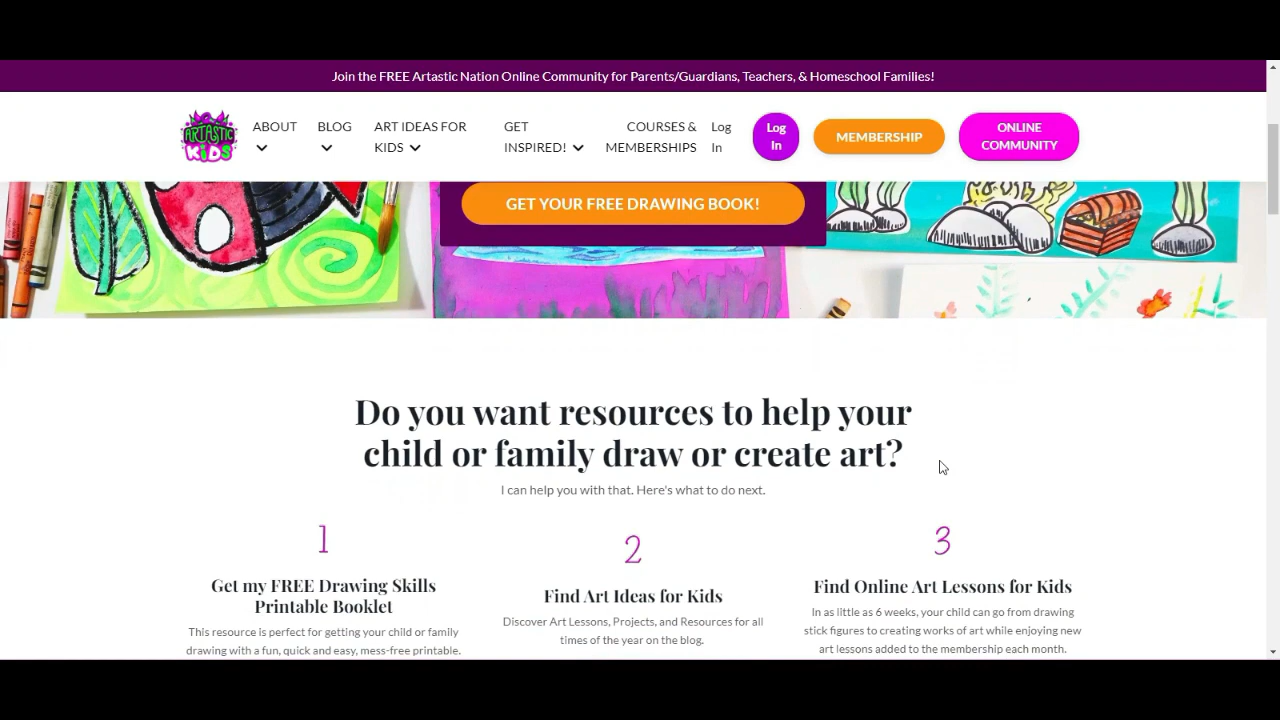 Join the FREE Artastic Nation Online Community for Parents/Guardians, Teachers, & Homeschool Families!
ARTASTIC
KiDS
ABOUT
BLOG
ART IDEAS FOR
KIDS
GET
INSPIRED!
COURSES &
MEMBERSHIPS
Log
In
Log
In
MEMBERSHIP
ONLINE
COMMUNITY
GET YOUR FREE DRAWING BOOK!
Do you want resources to help your
child or family draw or create art?
I can help you with that. Here's what to do next.
1
Get my FREE Drawing Skills
Printable Booklet
This resource is perfect for getting your child or family
drawing with a fun, quick and easy, mess-free printable.
2
Find Art Ideas for Kids
Discover Art Lessons, Projects, and Resources for all
times of the year on the blog.
3
Find Online Art Lessons for Kids
In as little as 6 weeks, your child can go from drawing
stick figures to creating works of art while enjoying new
art lessons added to the membership each month.